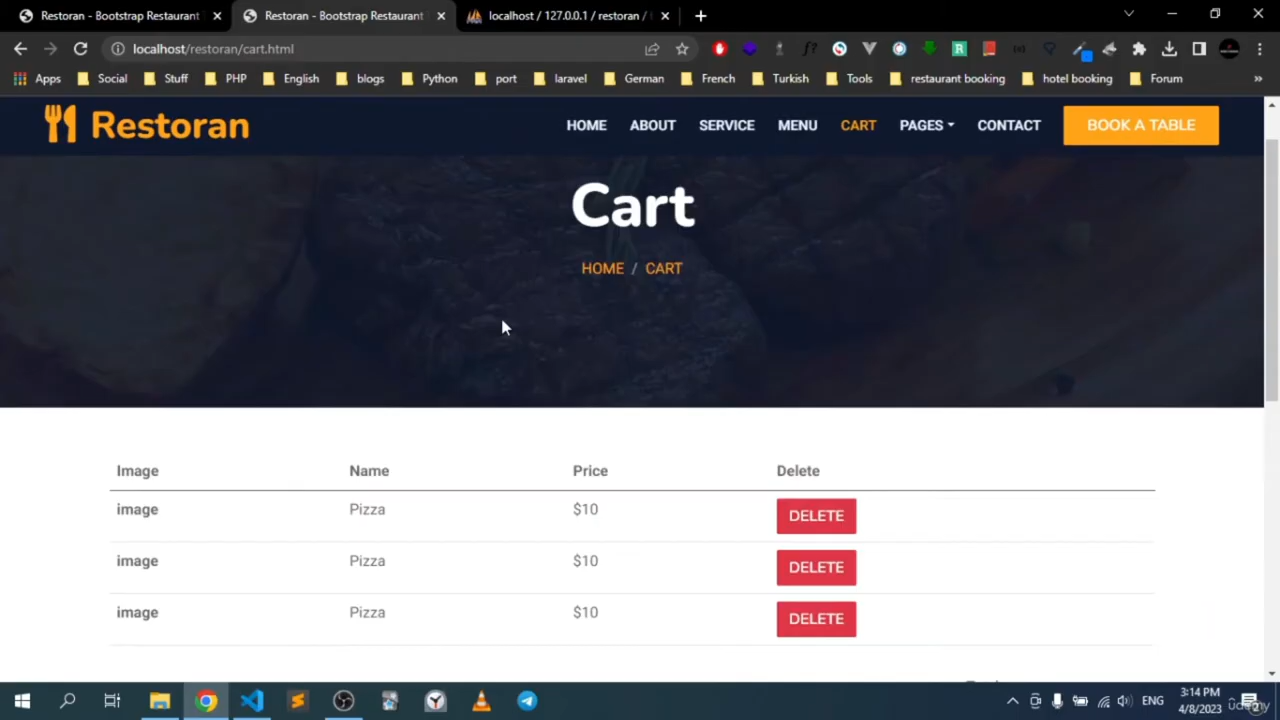 Restoran - Bootstrap Restaurant
Restoran - Bootstrap Restaurant
localhost / 127.0.0.1 / restoran /
localhost/restoran/cart.html
Apps
Social
Stuff
PHP
English
blogs
Python
port
laravel
German
French
Turkish
Tools
restaurant booking
hotel booking
Forum
»
Restoran
HOME
ABOUT
SERVICE
MENU
CART
PAGES
CONTACT
BOOK A TABLE
Cart
HOME / CART
Image Name Price Delete
image Pizza $10 DELETE
image Pizza $10 DELETE
image Pizza $10 DELETE
ENG
3:14 PM
4/8/2023